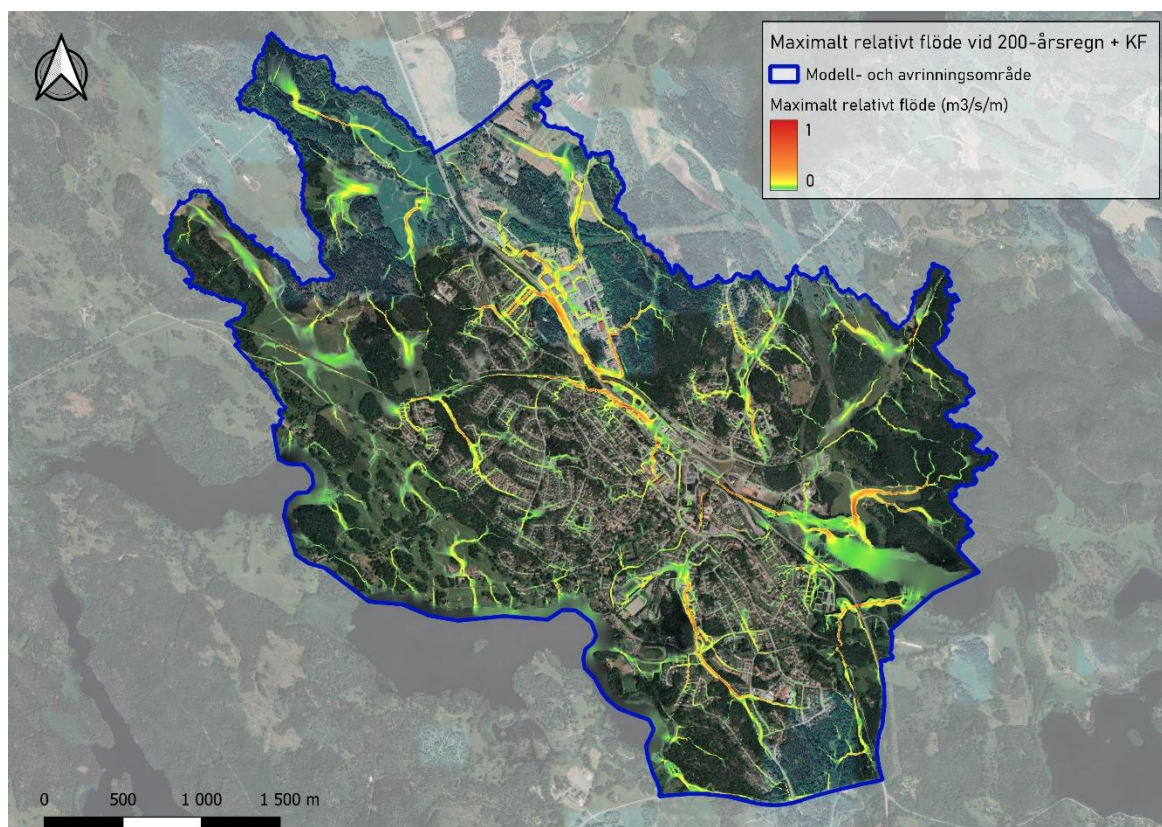 Maximalt relativt flöde vid 200-årsregn + KF
Modell- och avrinningsområde
Maximalt relativt flöde (m3/s/m)
1
0
0 500 1 000 1 500 m